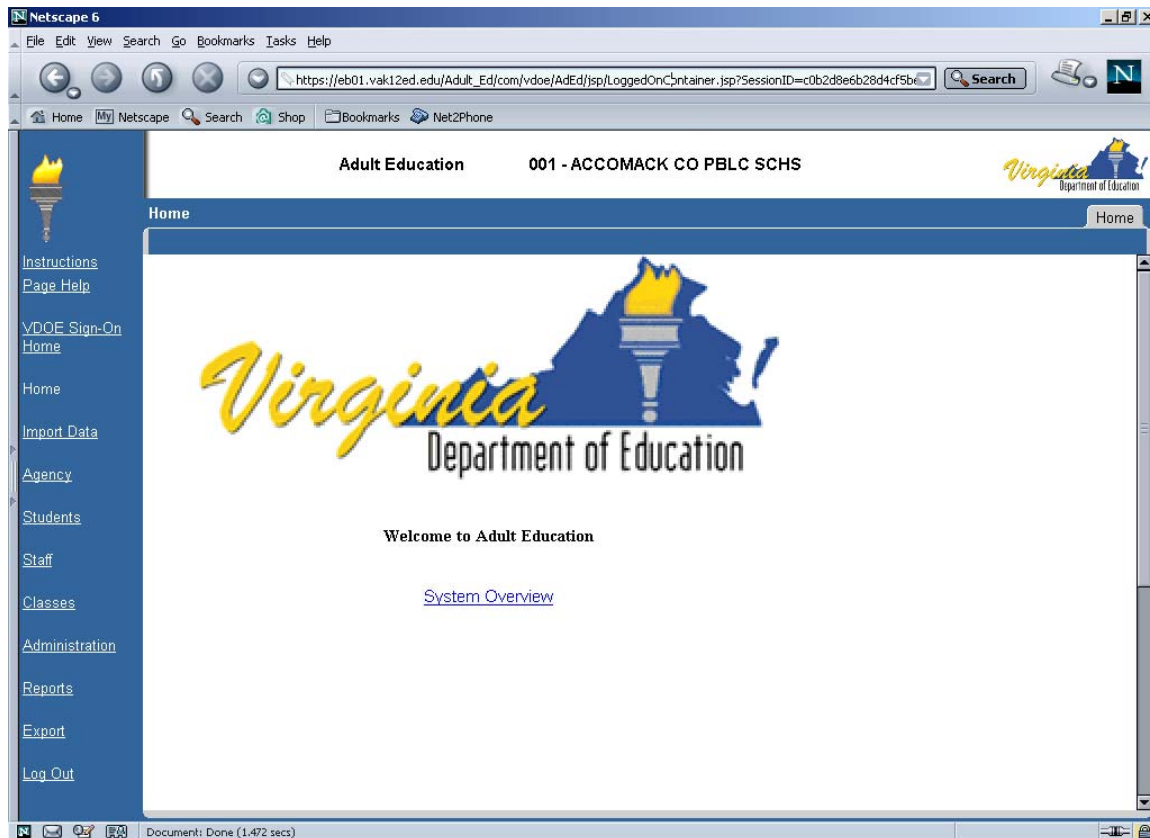 Netscape 6
File Edit View Search Go Bookmarks Tasks Help
https://eb01.vak12ed.edu/Adult_Ed/com/vdoe/AdEd/jsp/LoggedOnContainer.jsp?SessionID=c0b2d8e6b28d4cf5be Search N
Home My Netscape Search Shop Bookmarks Net2Phone
Adult Education 001 - ACCOMACK CO PBLC SCHS
Virginia
Department of Education
Home Home
Instructions
Page Help
VDOE Sign-On
Home
Home
Import Data
Agency
Students
Staff
Classes
Administration
Reports
Export
Log Out
Virginia
Department of Education
Welcome to Adult Education
System Overview
Document: Done (1.472 secs)